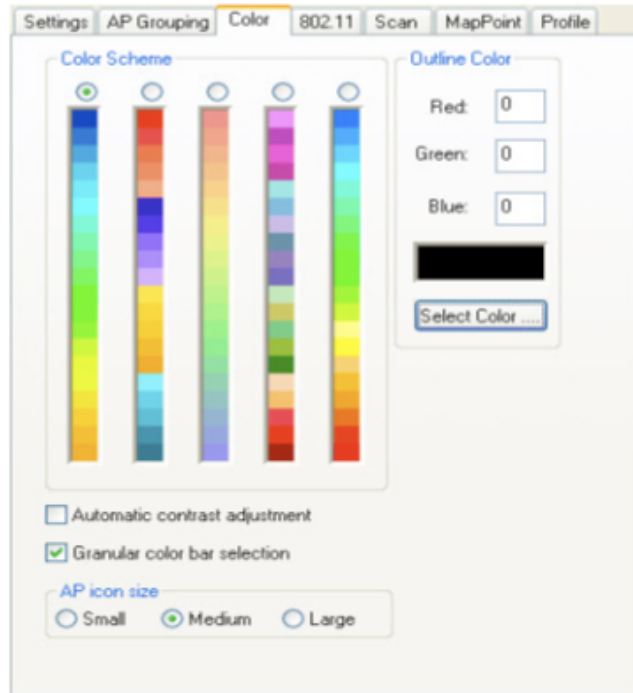 Settings AP Grouping Color 802.11 Scan MapPoint Profile
Color Scheme
Outline Color
Red: 0
Green: 0
Blue: 0
Select Color ....
Automatic contrast adjustment
Granular color bar selection
AP icon size
Small Medium Large